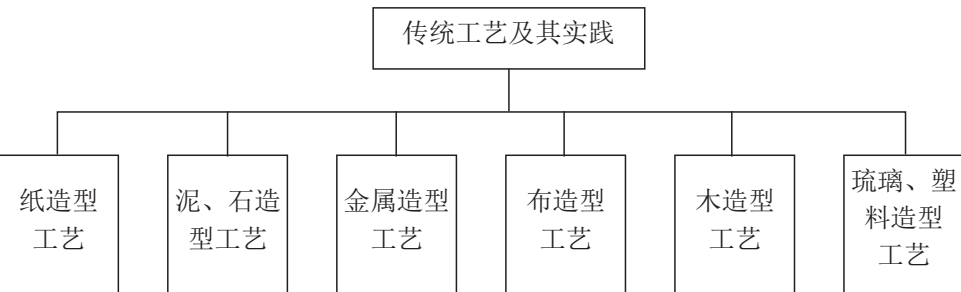 传统工艺及其实践
纸造型
工艺
泥、石造
型工艺
金属造型
工艺
布造型
工艺
木造型
工艺
琉璃、塑
料造型
工艺